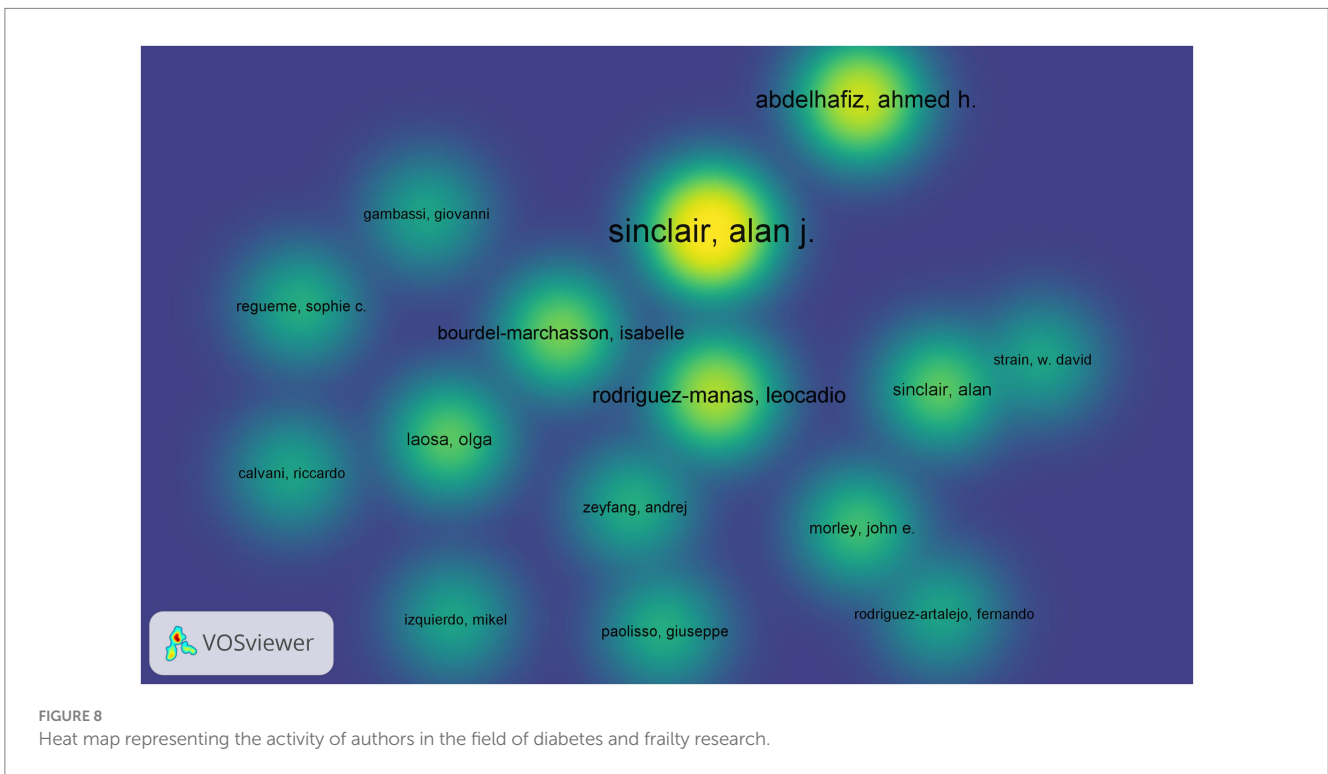 abdelhafiz, ahmed h.
gambassi, giovanni
sinclair, alan j.
regueme, sophie c.
bourdel-marchasson, isabelle
strain, w. david
sinclair, alan
rodriguez-manas, leocadio
laosa, olga
calvani, riccardo
zeyfang, andrej
morley, john e.
rodriguez-artalejo, fernando
izquierdo, mikel
paolisso, giuseppe
VOSviewer
FIGURE 8
Heat map representing the activity of authors in the field of diabetes and frailty research.